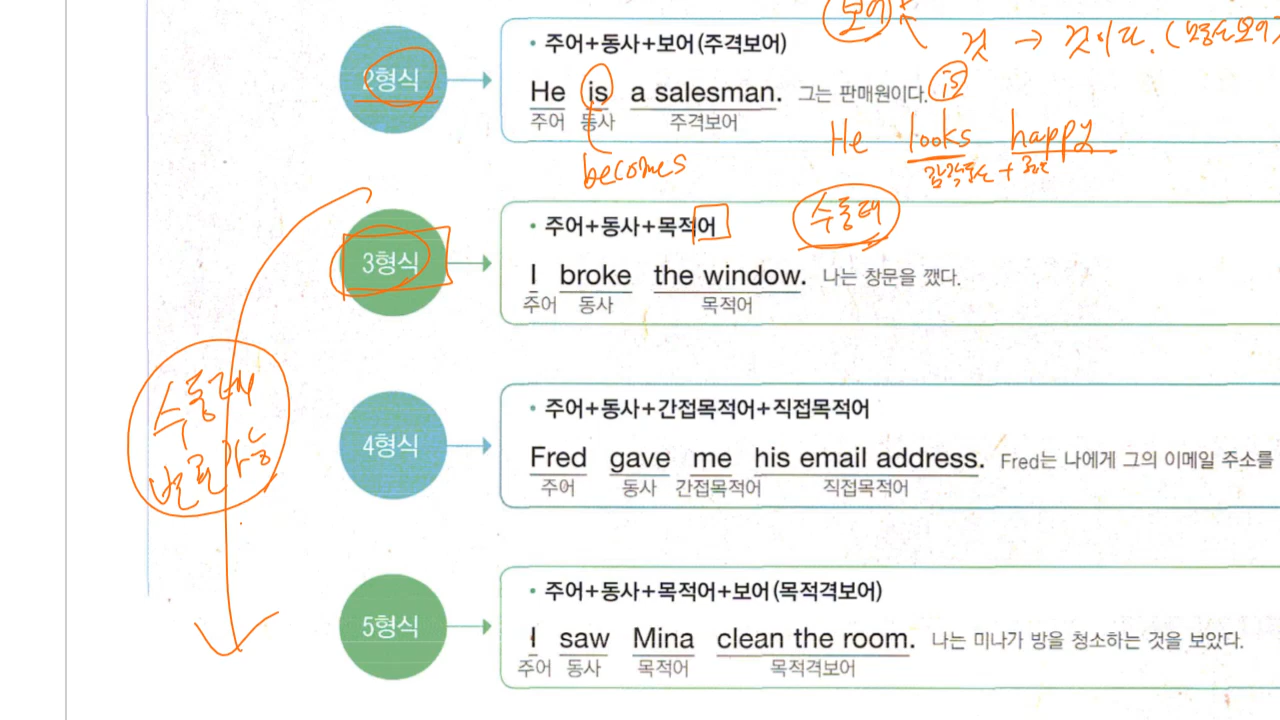 보어
것 → 것이다.
2형식
• 주어+동사+보어(주격보어)
He is a salesman. 그는 판매원이다. is
주어 동사 주격보어
becomes
He looks happy
감각동사 +
3형식
• 주어+동사+목적어
수동태
I broke the window. 나는 창문을 깼다.
주어 동사 목적어
수동태
변환 가능
4형식
• 주어+동사+간접목적어+직접목적어
Fred gave me his email address. Fred는 나에게 그의 이메일 주소를
주어 동사 간접목적어 직접목적어
5형식
• 주어+동사+목적어+보어(목적격보어)
I saw Mina clean the room. 나는 미나가 방을 청소하는 것을 보았다.
주어 동사 목적어 목적격보어